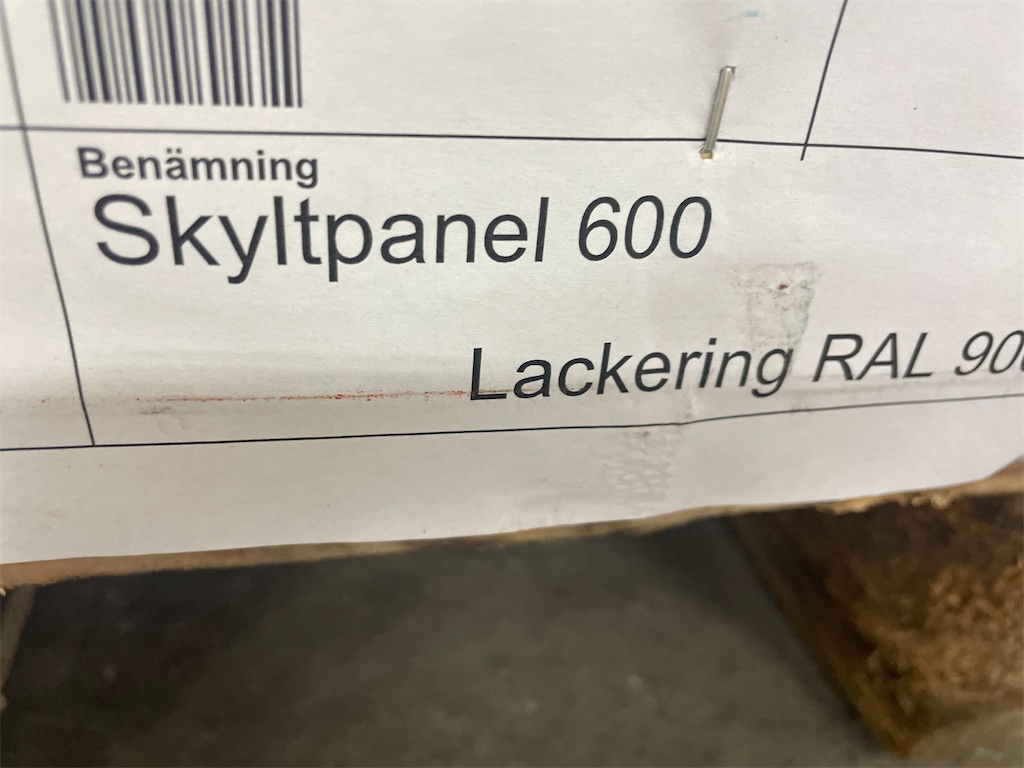 Benämning
Skyltpanel 600
Lackering RAL